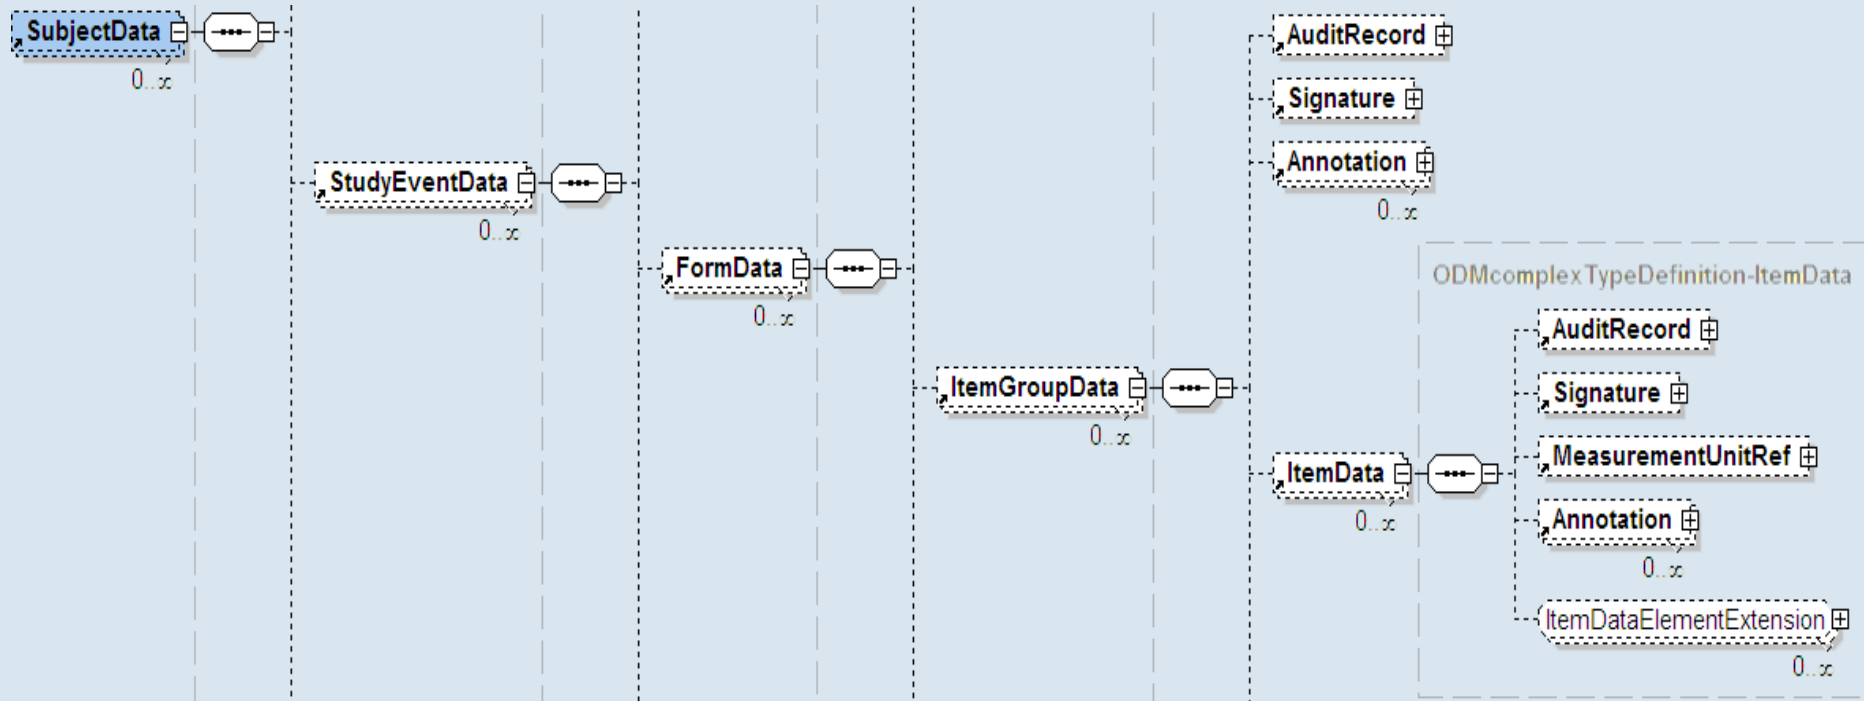 SubjectData
0..∞
StudyEventData
0..∞
FormData
0..∞
ItemGroupData
0..∞
AuditRecord
Signature
Annotation
0..∞
ItemData
0..∞
ODMcomplexTypeDefinition-ItemData
AuditRecord
Signature
MeasurementUnitRef
Annotation
0..∞
ItemDataElementExtension
0..∞